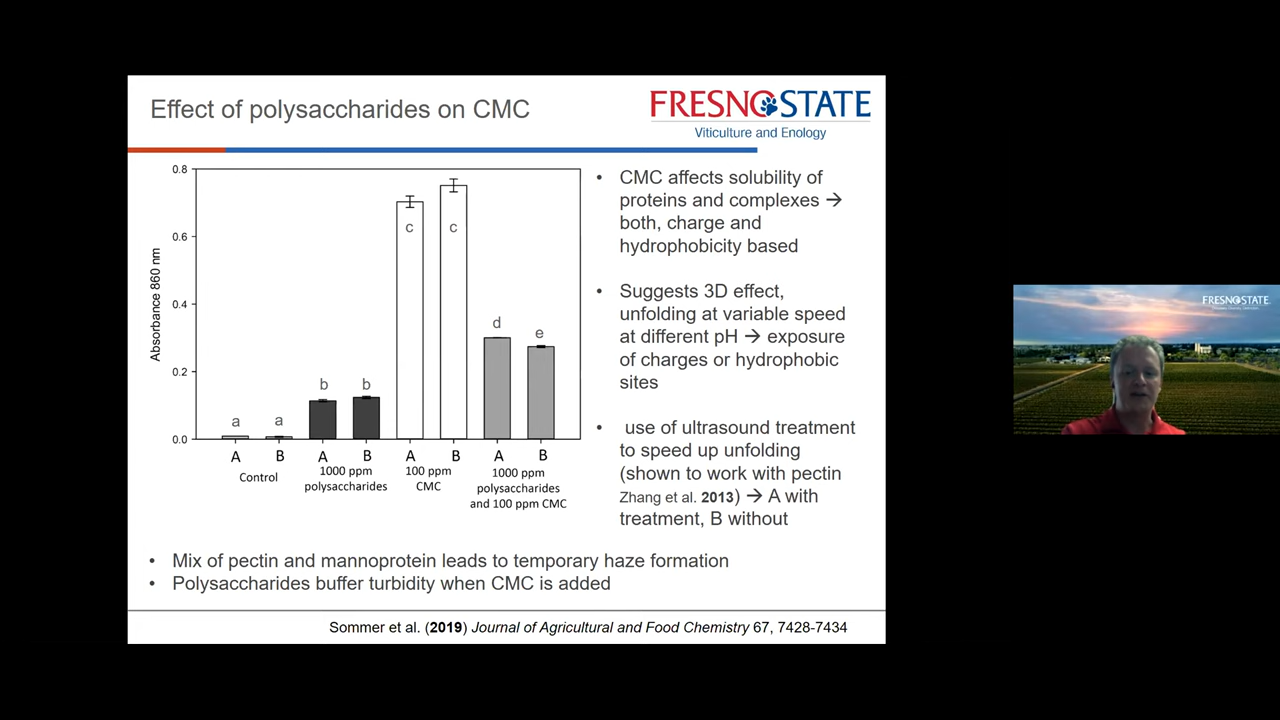 Effect of polysaccharides on CMC
FRESNO STATE
Viticulture and Enology
0.8
0.6
0.4
0.2
0.0
Absorbance 860 nm
a
a
b
b
c
c
d
e
A
B
A
B
A
B
A
B
Control
1000 ppm
polysaccharides
100 ppm
CMC
1000 ppm
polysaccharides
and 100 ppm CMC
• CMC affects solubility of
proteins and complexes →
both, charge and
hydrophobicity based
• Suggests 3D effect,
unfolding at variable speed
at different pH → exposure
of charges or hydrophobic
sites
• use of ultrasound treatment
to speed up unfolding
(shown to work with pectin
Zhang et al. 2013) → A with
treatment, B without
• Mix of pectin and mannoprotein leads to temporary haze formation
• Polysaccharides buffer turbidity when CMC is added
Sommer et al. (2019) Journal of Agricultural and Food Chemistry 67, 7428-7434
FRESNO STATE